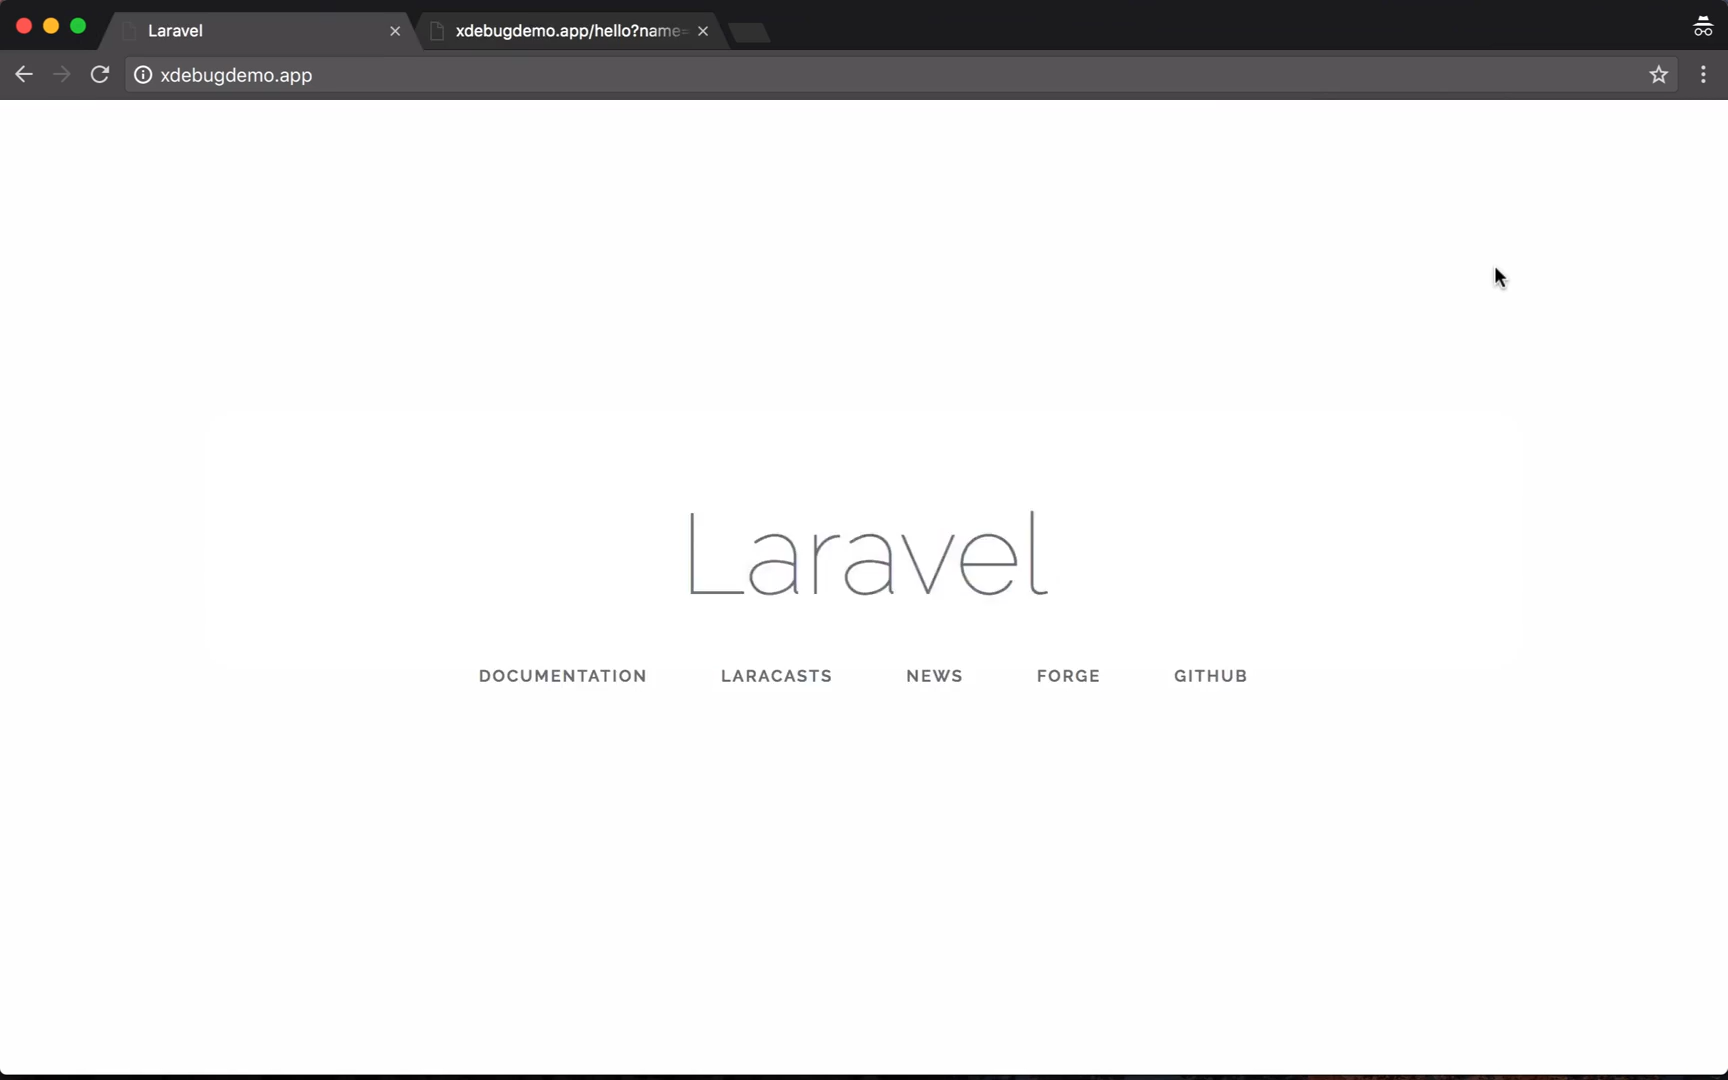 Laravel
xdebugdemo.app/hello?name=
xdebugdemo.app
Laravel
DOCUMENTATION LARACASTS NEWS FORGE GITHUB